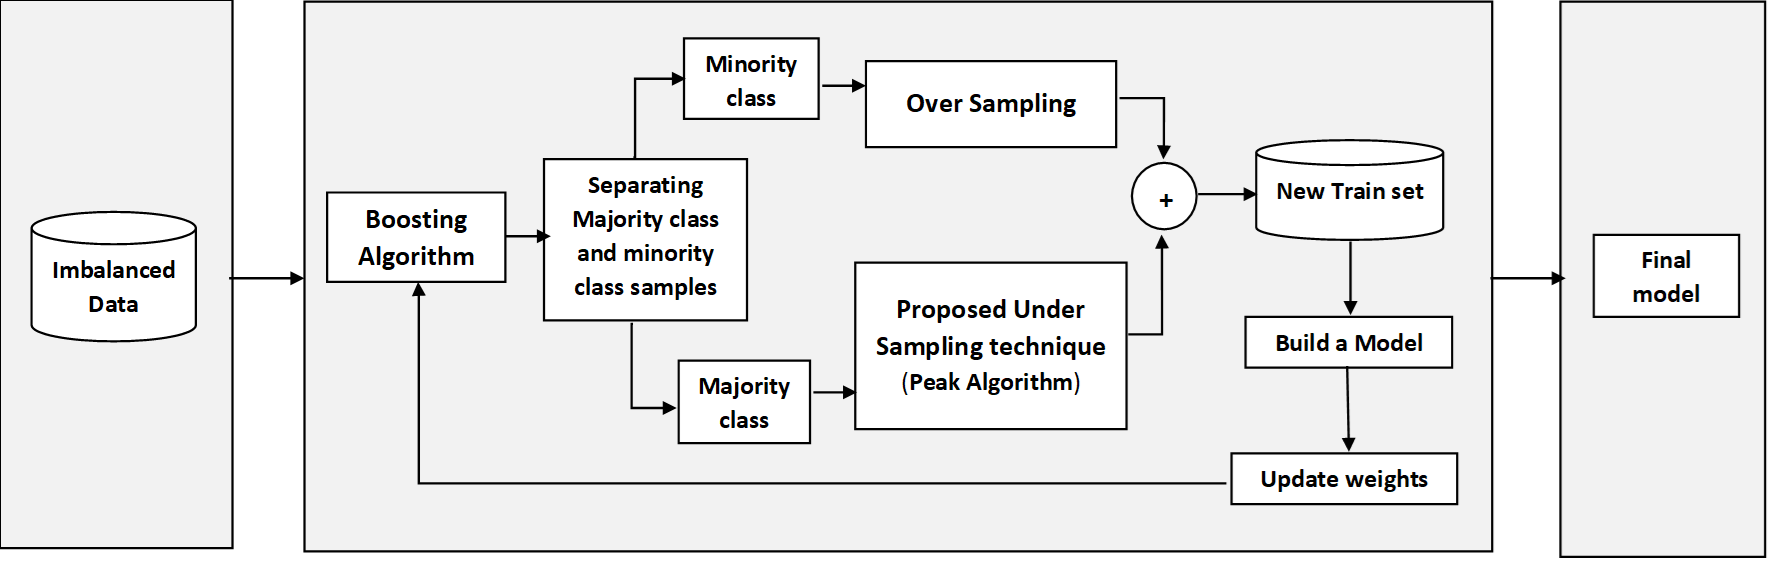 Imbalanced
Data
Boosting
Algorithm
Separating
Majority class
and minority
class samples
Minority
class
Over Sampling
Majority
class
Proposed Under
Sampling technique
(Peak Algorithm)
+
New Train set
Build a Model
Update weights
Final
model